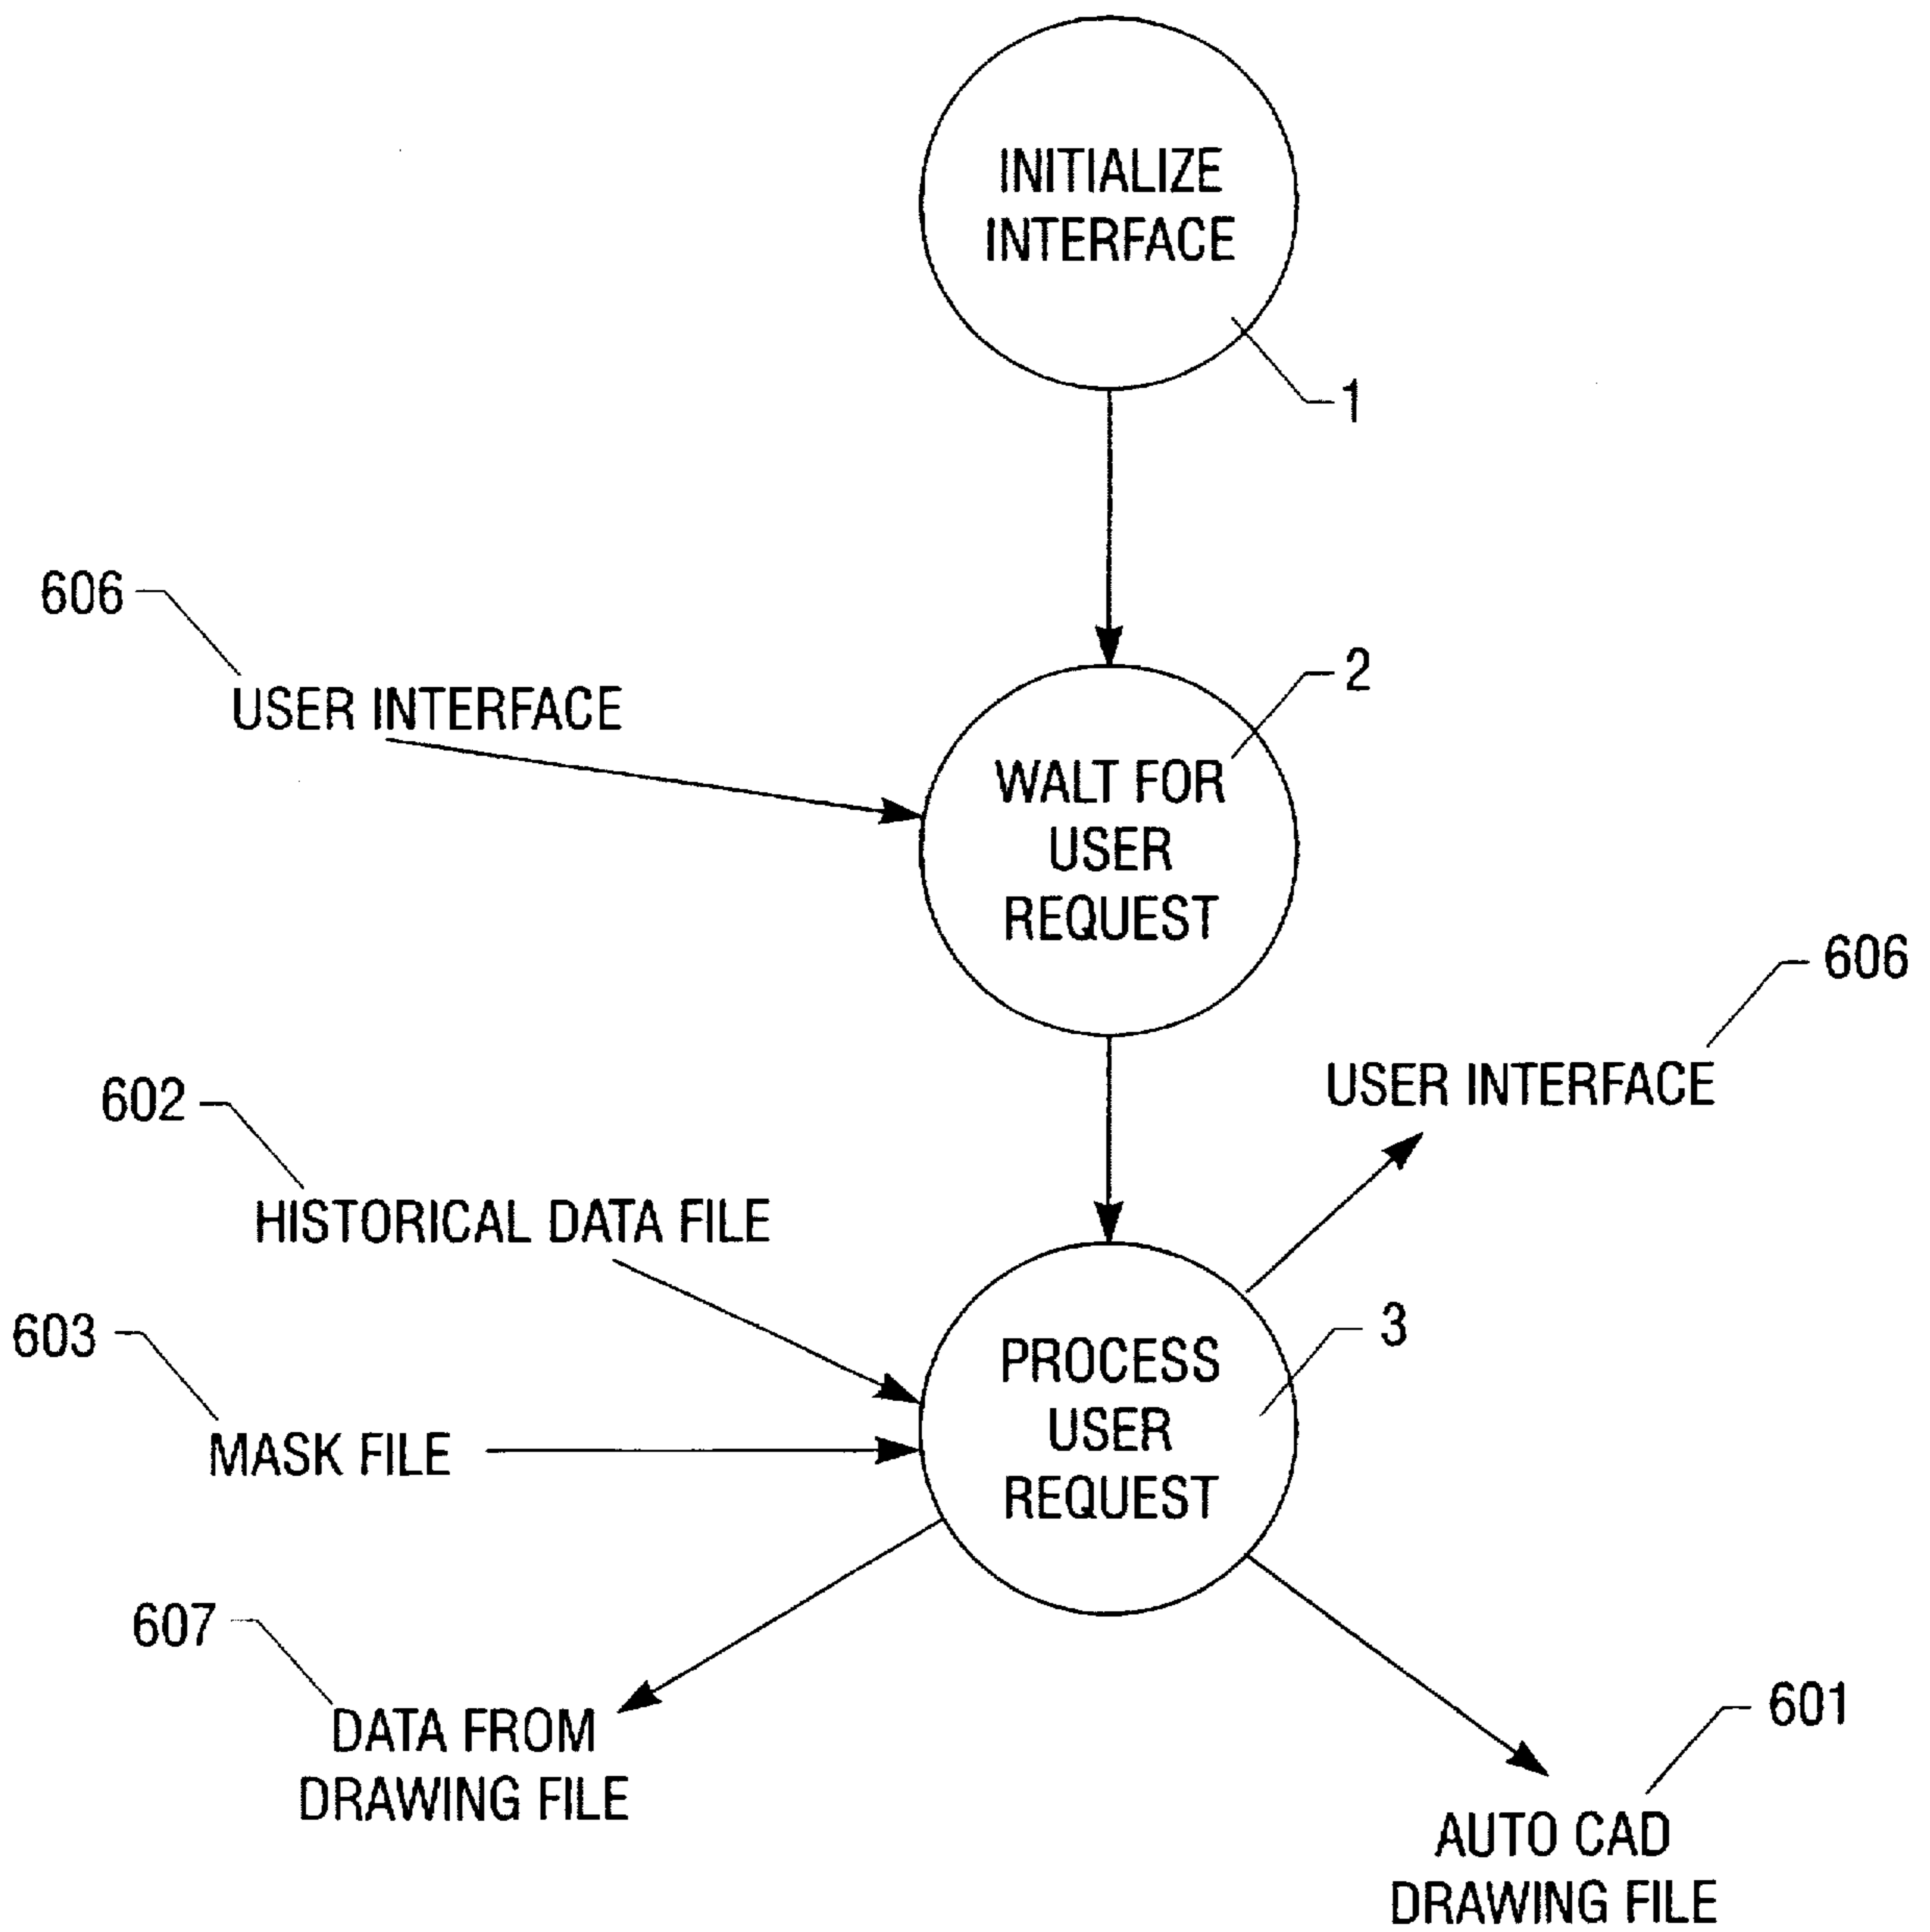 INITIALIZE
INTERFACE
1
606
USER INTERFACE
2
WALT FOR
USER
REQUEST
606
USER INTERFACE
602
HISTORICAL DATA FILE
603
MASK FILE
3
PROCESS
USER
REQUEST
607
DATA FROM
DRAWING FILE
601
AUTO CAD
DRAWING FILE